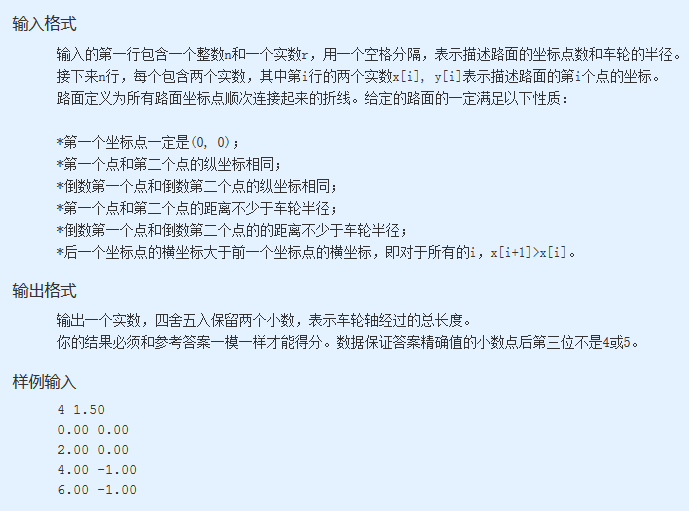 输入格式
输入的第一行包含一个整数n和一个实数r，用一个空格分隔，表示描述路面的坐标点数和车轮的半径。
接下来n行，每个包含两个实数，其中第i行的两个实数x[i], y[i]表示描述路面的第i个点的坐标。
路面定义为所有路面坐标点顺次连接起来的折线。给定的路面的一定满足以下性质：
*第一个坐标点一定是(0, 0)；
*第一个点和第二个点的纵坐标相同；
*倒数第一个点和倒数第二个点的纵坐标相同；
*第一个点和第二个点的距离不少于车轮半径；
*倒数第一个点和倒数第二个点的的距离不少于车轮半径；
*后一个坐标点的横坐标大于前一个坐标点的横坐标，即对于所有的i，x[i+1]>x[i]。
输出格式
输出一个实数，四舍五入保留两个小数，表示车轮轴经过的总长度。
你的结果必须和参考答案一模一样才能得分。数据保证答案精确值的小数点后第三位不是4或5。
样例输入
4 1.50
0.00 0.00
2.00 0.00
4.00 -1.00
6.00 -1.00